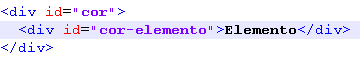 <div id="cor">
<div id="cor-elemento">Elemento</div>
</div>